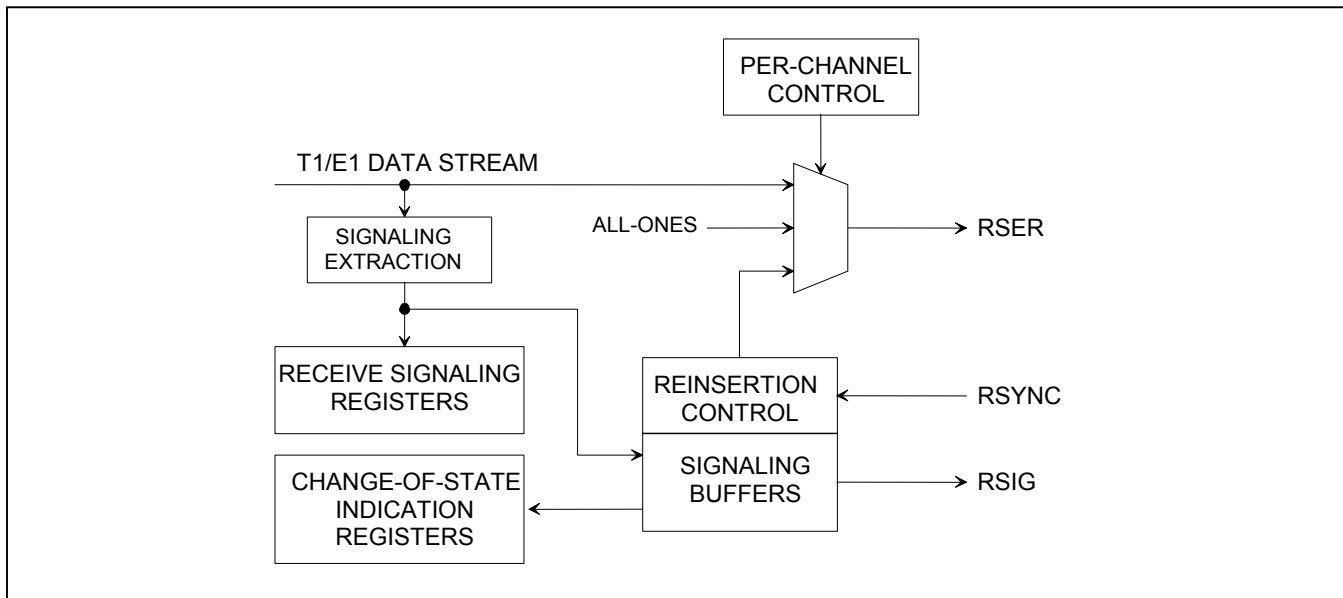 PER-CHANNEL
CONTROL
T1/E1 DATA STREAM
ALL-ONES
RSER
SIGNALING
EXTRACTION
RECEIVE SIGNALING
REGISTERS
REINSERTION
CONTROL
RSYNC
CHANGE-OF-STATE
INDICATION
REGISTERS
SIGNALING
BUFFERS
RSIG